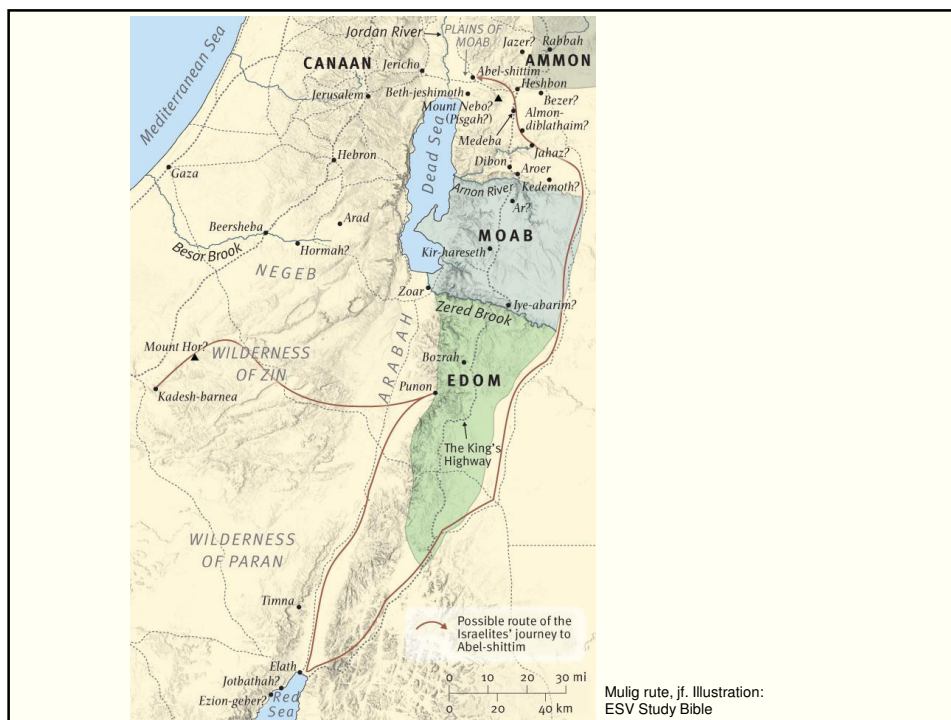 Mediterranean Sea
Jordan River
PLAINS OF
MOAB
Jazer?
Rabbah
CANAAN
Jericho
AMMON
Abel-shittim
Heshbon
Jerusalem
Beth-jeshimoth
Bezer?
Mount Nebo?
(Pisgah?)
Almon-
diblathaim?
Medeba
Dead Sea
Jahaz?
Hebron
Dibon
Aroer
Gaza
Arnon River
Kedemoth?
Ar?
Arad
Beersheba
MOAB
Besor Brook
Hormah?
Kir-hareseth
NEGEB
Zoar
Iye-abarim?
Zered Brook
ARABAH
Mount Hor?
WILDERNESS
OF ZIN
Bozrah
EDOM
Kadesh-barnea
Punon
The King's
Highway
WILDERNESS
OF PARAN
Timna
Possible route of the
Israelites' journey to
Abel-shittim
Elath
Jotbathah?
Ezion-geber?
Red
Sea
0 10 20 30 mi
0 20 40 km
Mulig rute, jf. Illustration:
ESV Study Bible